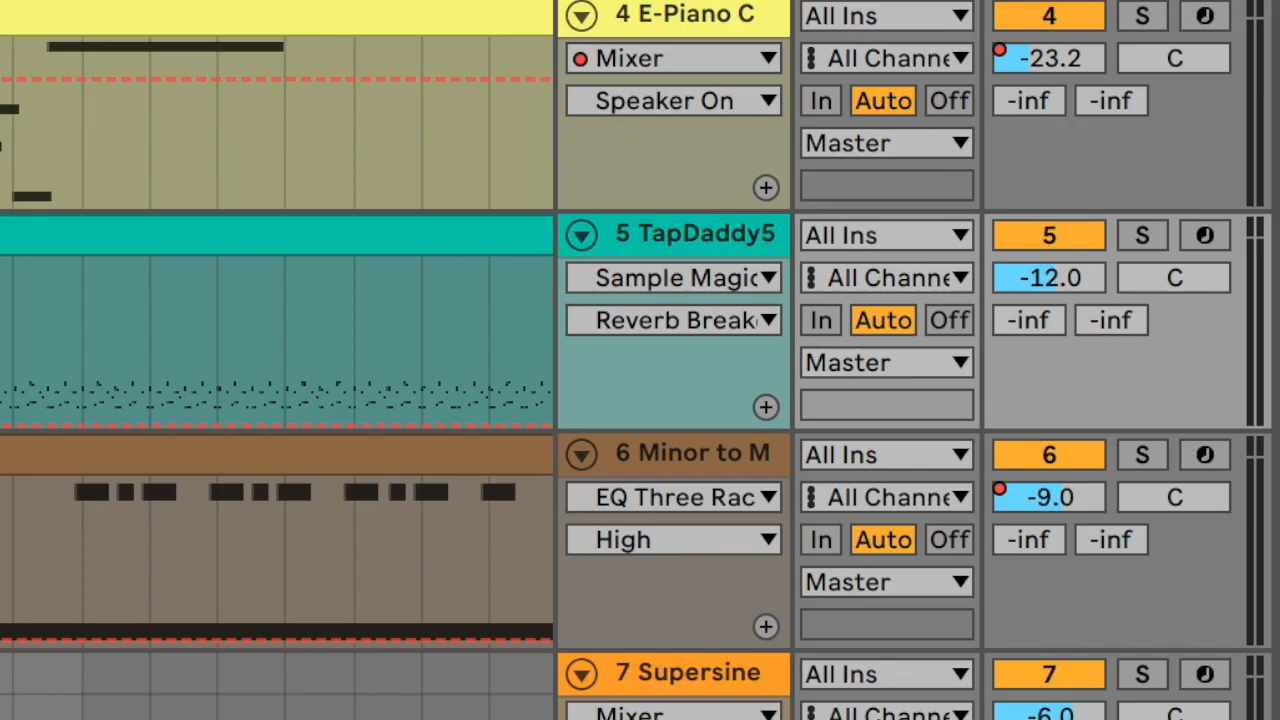 4 E-Piano C All Ins 4 S
Mixer All Channe -23.2 C
Speaker On In Auto Off -inf -inf
Master
5 TapDaddy5 All Ins 5 S
Sample Magic All Channe -12.0 C
Reverb Break In Auto Off -inf -inf
Master
6 Minor to M All Ins 6 S
EQ Three Rac All Channe -9.0 C
High In Auto Off -inf -inf
Master
7 Supersine All Ins 7 S
Mixer All Channe -6.0 C